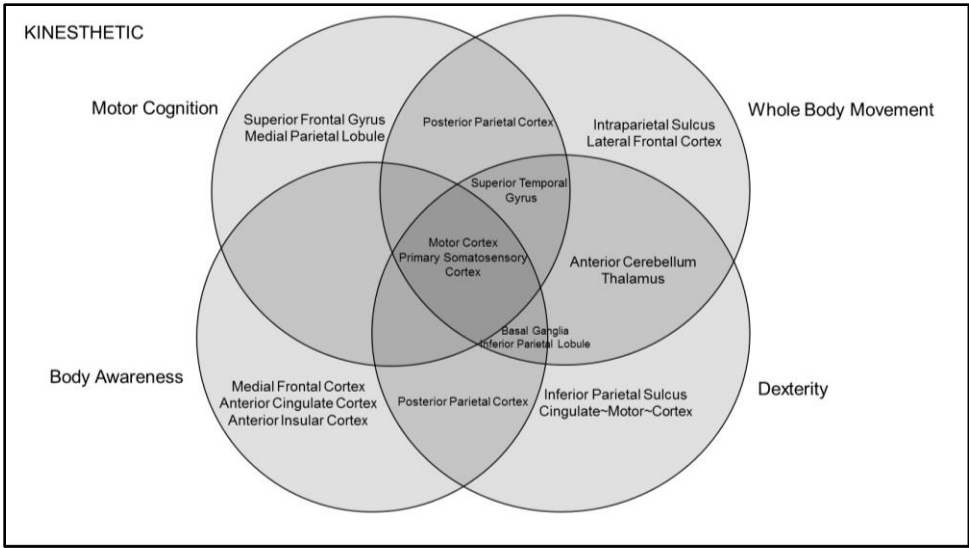 KINESTHETIC
Motor Cognition
Whole Body Movement
Superior Frontal Gyrus
Medial Parietal Lobule
Posterior Parietal Cortex
Intraparietal Sulcus
Lateral Frontal Cortex
Superior Temporal
Gyrus
Motor Cortex
Primary Somatosensory
Cortex
Anterior Cerebellum
Thalamus
Basal Ganglia
Inferior Parietal Lobule
Body Awareness
Dexterity
Medial Frontal Cortex
Anterior Cingulate Cortex
Anterior Insular Cortex
Posterior Parietal Cortex
Inferior Parietal Sulcus
Cingulate~Motor~Cortex